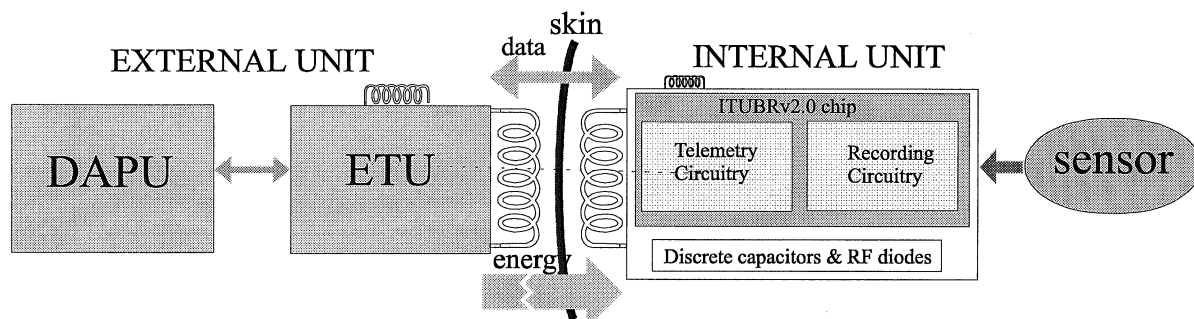 skin
data
EXTERNAL UNIT
INTERNAL UNIT
ITUBRv2.0 chip
DAPU
ETU
Telemetry
Circuitry
Recording
Circuitry
sensor
energy
Discrete capacitors & RF diodes